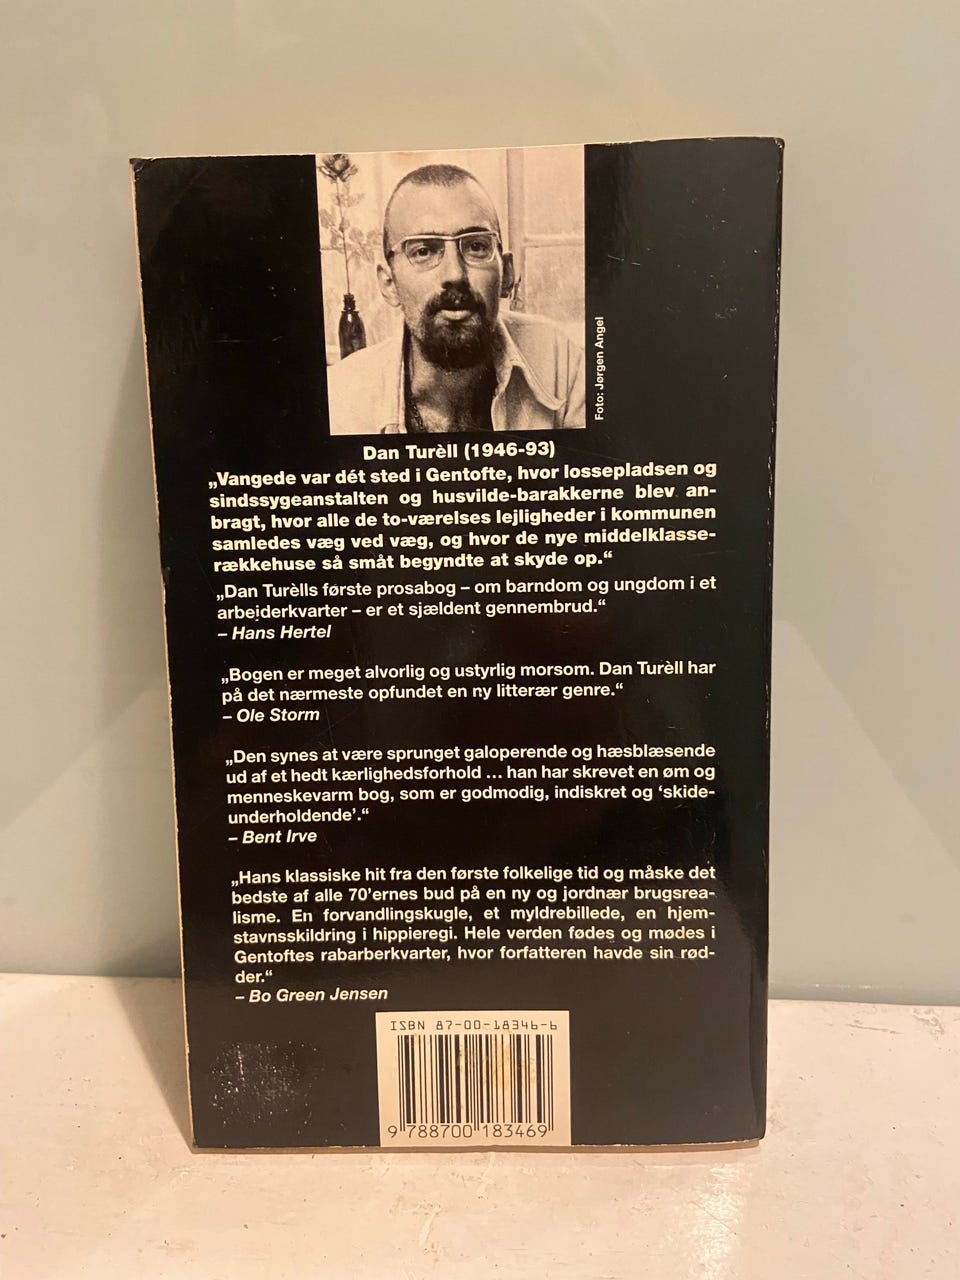 Foto: Jørgen Angel
Dan Turèll (1946-93)
„Vangede var dét sted i Gentofte, hvor lossepladsen og
sindssygeanstalten og husvilde-barakkerne blev an-
bragt, hvor alle de to-værelses lejligheder i kommunen
samledes væg ved væg, og hvor de nye middelklasse-
rækkehuse så småt begyndte at skyde op.“
„Dan Turèlls første prosabog – om barndom og ungdom i et
arbejderkvarter – er et sjældent gennembrud.“
– Hans Hertel
„Bogen er meget alvorlig og ustyrlig morsom. Dan Turèll har
på det nærmeste opfundet en ny litterær genre.“
– Ole Storm
„Den synes at være sprunget galoperende og hæsblæsende
ud af et hedt kærlighedsforhold ... han har skrevet en øm og
menneskevarm bog, som er godmodig, indiskret og ‘skide-
underholdende’.“
– Bent Irve
„Hans klassiske hit fra den første folkelige tid og måske det
bedste af alle 70’ernes bud på en ny og jordnær brugsrea-
lisme. En forvandlingskugle, et myldrebillede, en hjem-
stavnsskildring i hippieregi. Hele verden fødes og mødes i
Gentoftes rabarberkvarter, hvor forfatteren havde sin rød-
der.“
– Bo Green Jensen
ISBN 87-00-18346-6
9 788700 183469